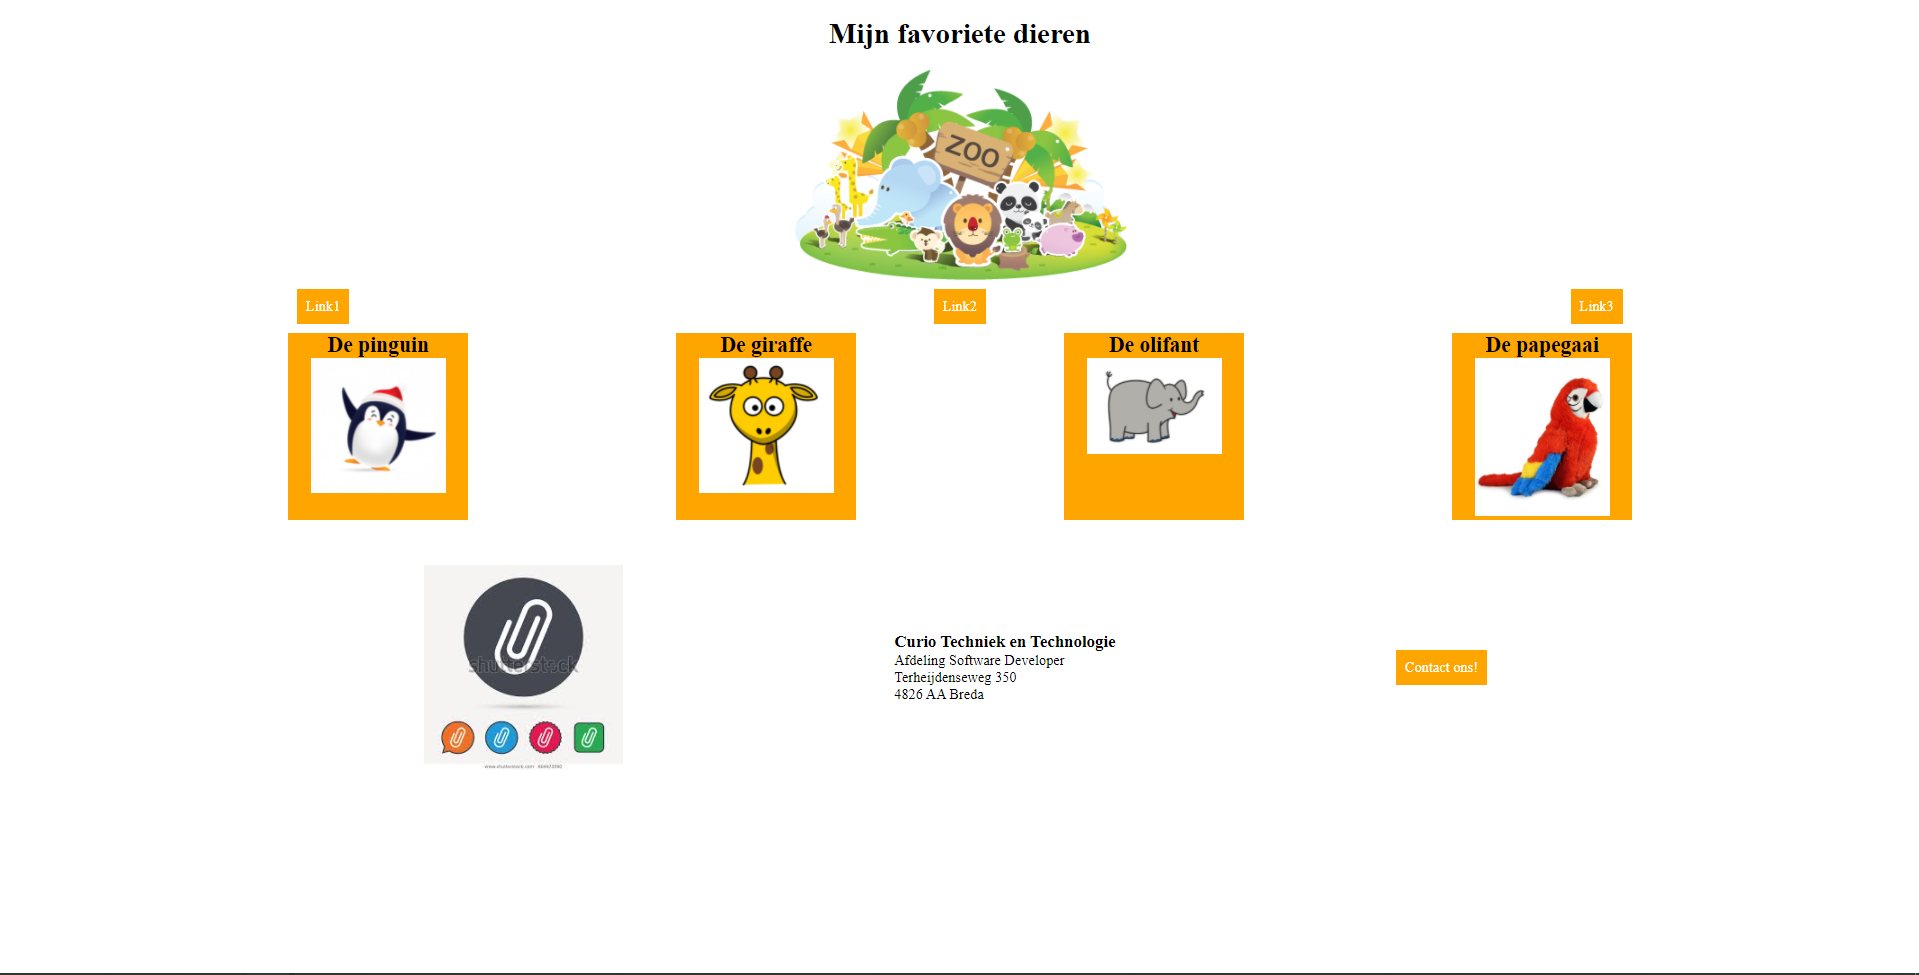 Mijn favoriete dieren
ZOO
Link1
Link2
Link3
De pinguin
De giraffe
De olifant
De papegaai
shutterstock
Curio Techniek en Technologie
Afdeling Software Developer
Terheijdenseweg 350
4826 AA Breda
Contact ons!
www.shutterstock.com